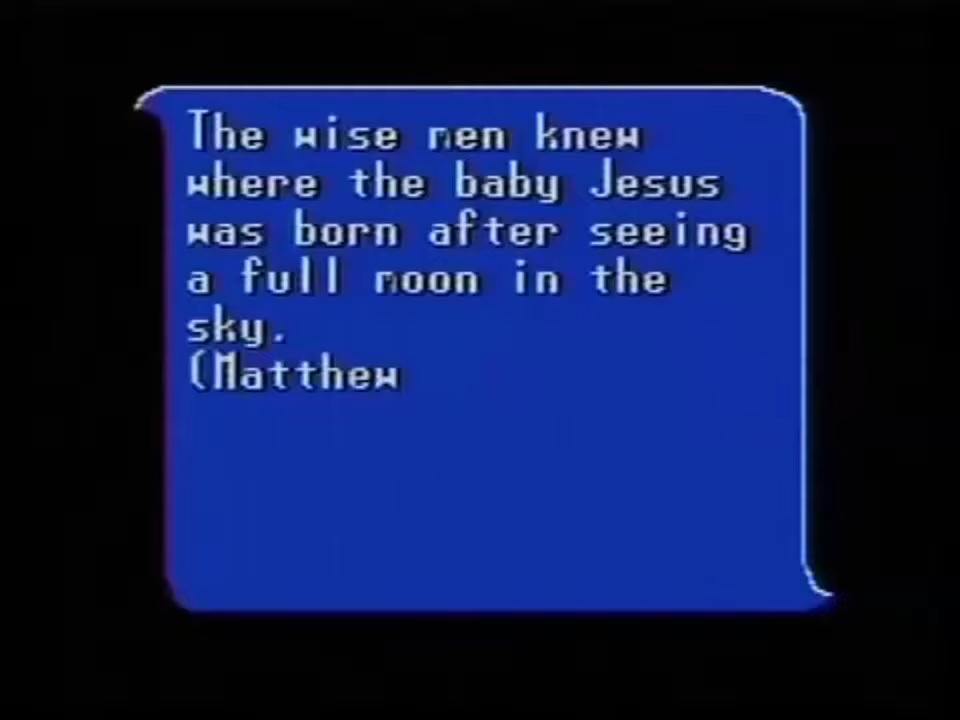 The wise men knew
where the baby Jesus
was born after seeing
a full moon in the
sky.
(Matthew